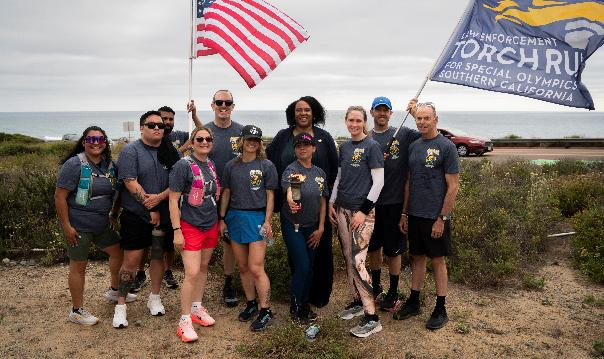 LAW ENFORCEMENT
TORCH RU
FOR SPECIAL OLYMPICS
SOUTHERN CALIFORNIA